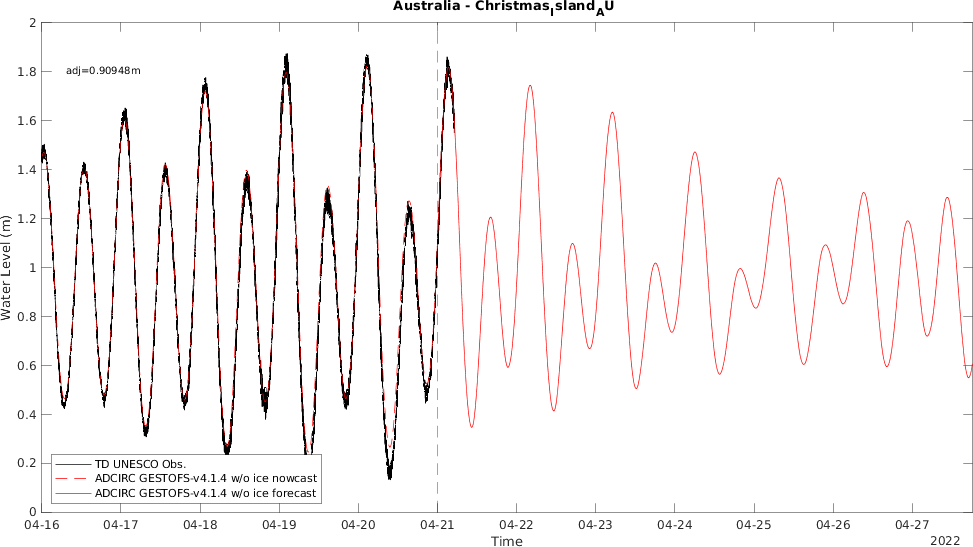 Australia - ChristmasIslandAU
2
1.8
adj=0.90948m
1.6
1.4
1.2
1
0.8
0.6
0.4
0.2
0
Water Level (m)
TD UNESCO Obs.
ADCIRC GESTOFS-v4.1.4 w/o ice nowcast
ADCIRC GESTOFS-v4.1.4 w/o ice forecast
04-16 04-17 04-18 04-19 04-20 04-21 04-22 04-23 04-24 04-25 04-26 04-27
Time
2022